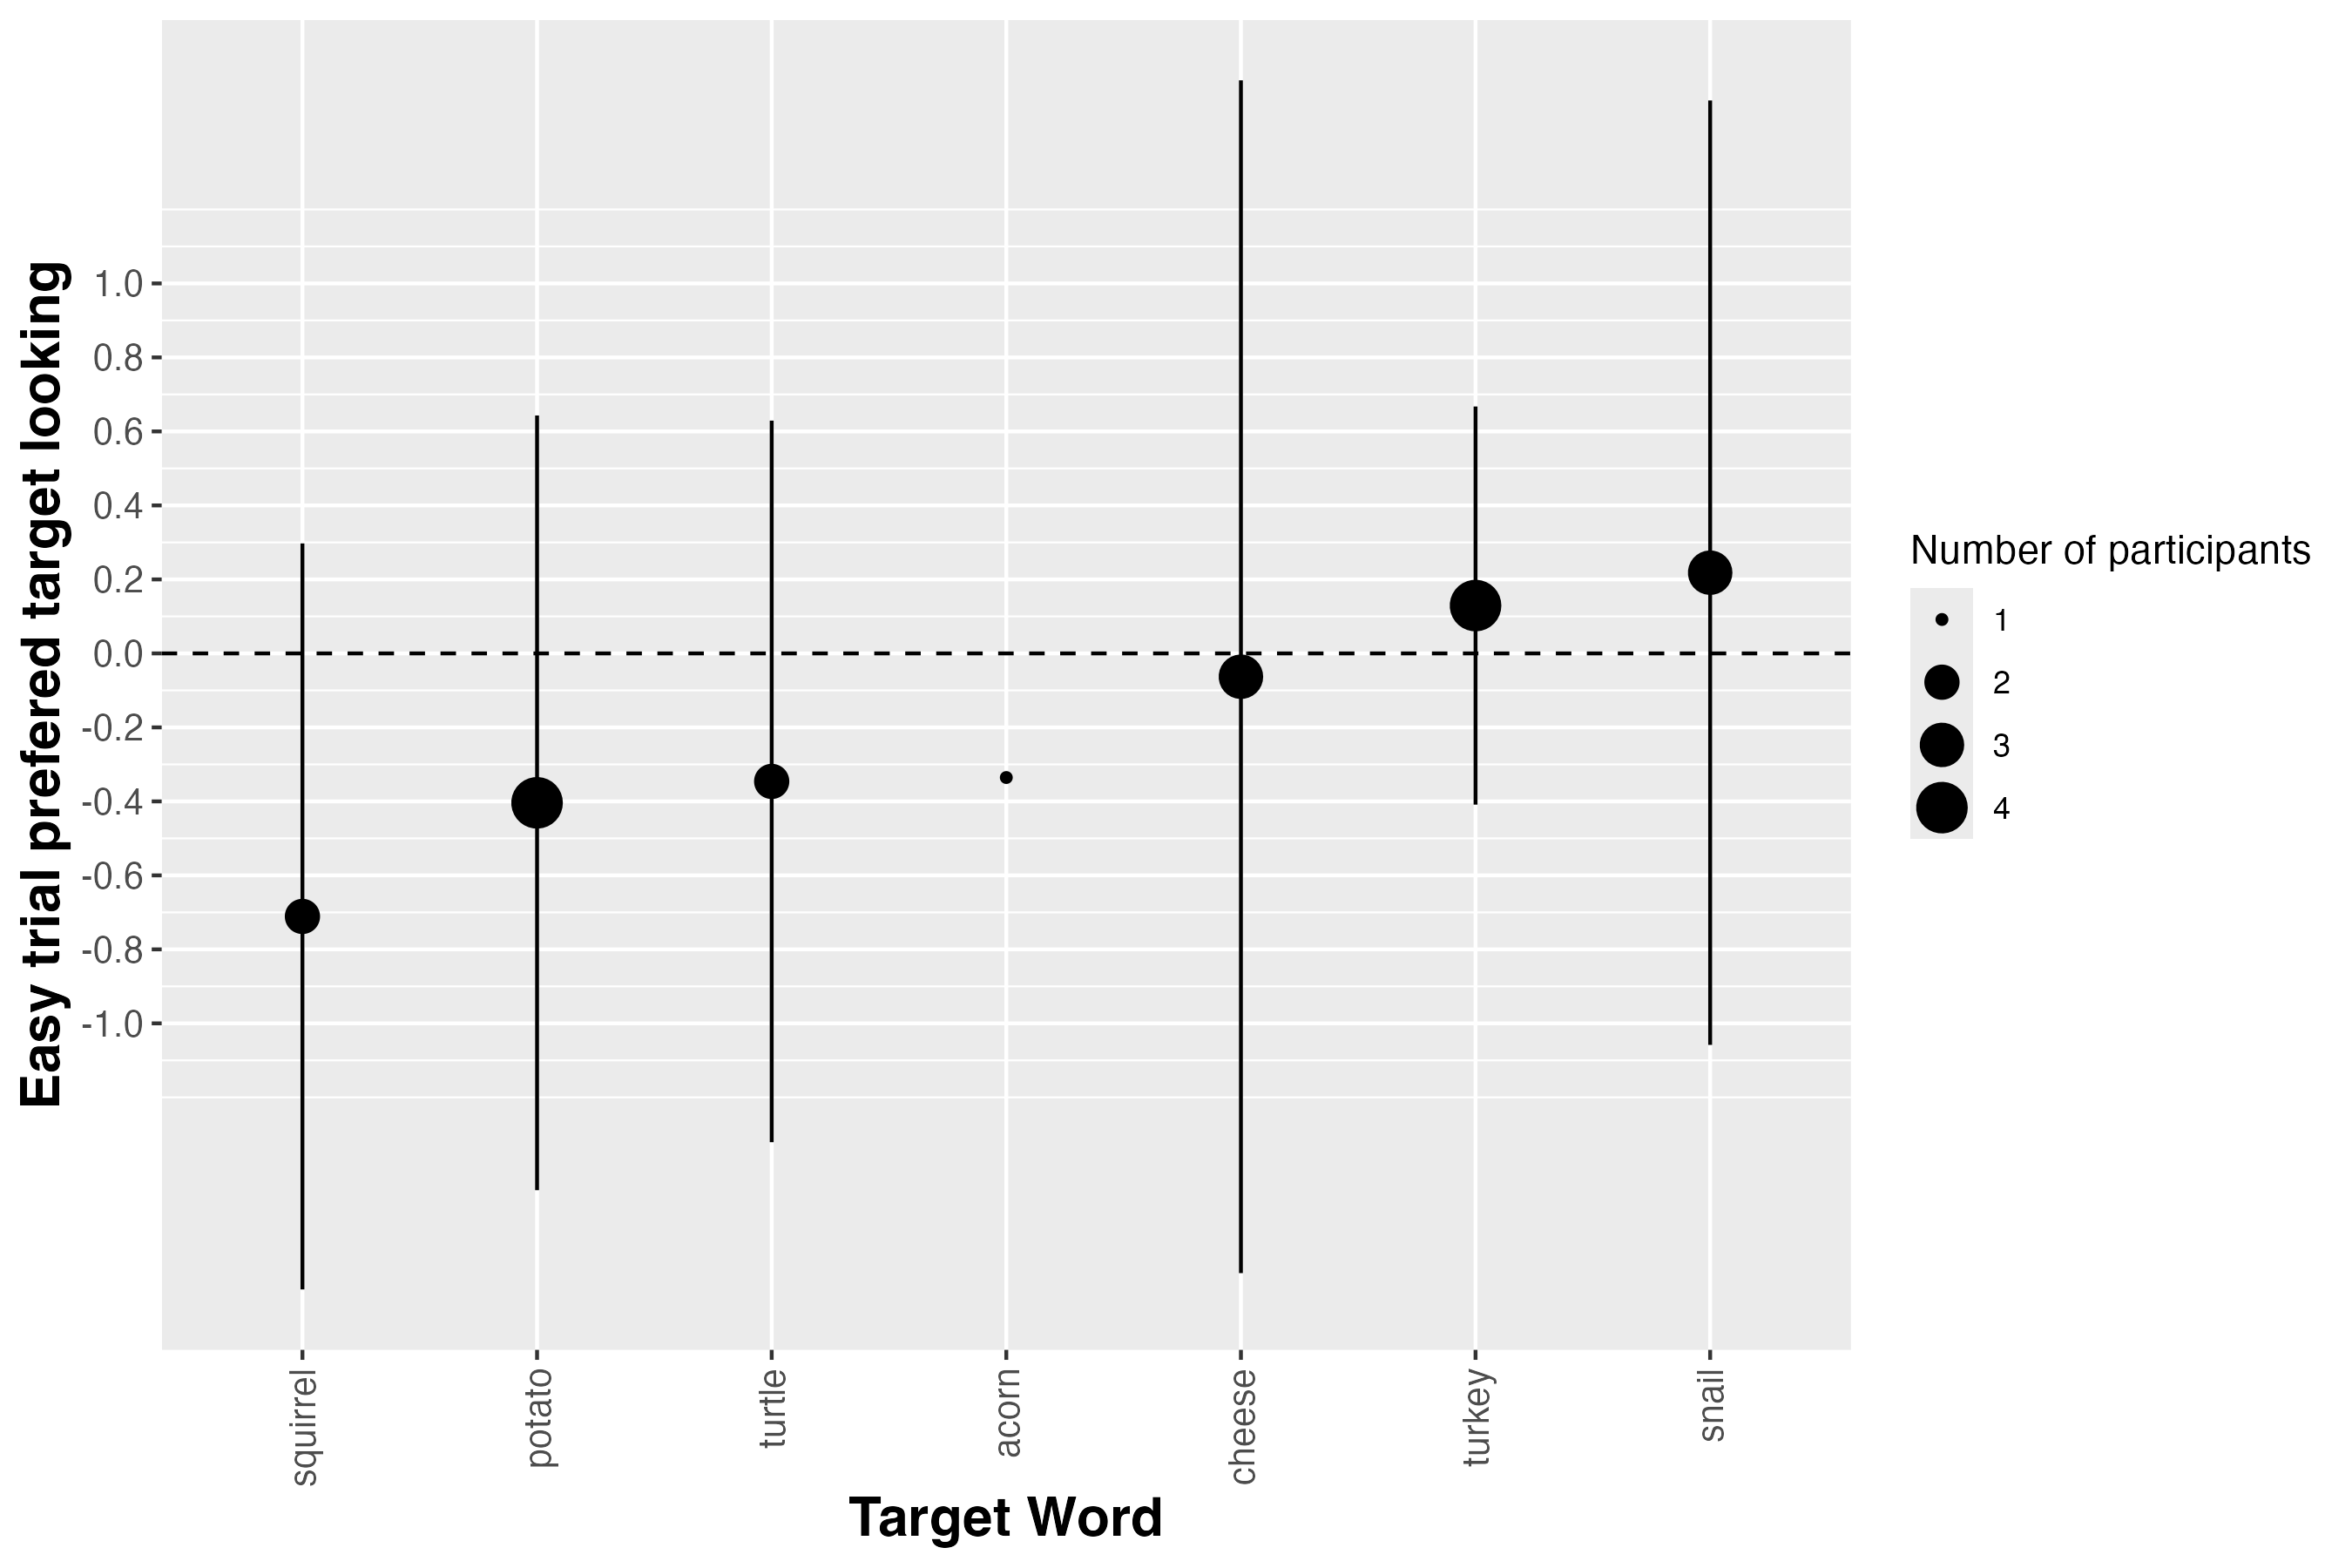 Easy trial preferred target looking
1.0
0.8
0.6
0.4
0.2
0.0
-0.2
-0.4
-0.6
-0.8
-1.0
squirrel
potato
turtle
acorn
cheese
turkey
snail
Target Word
Number of participants
1
2
3
4